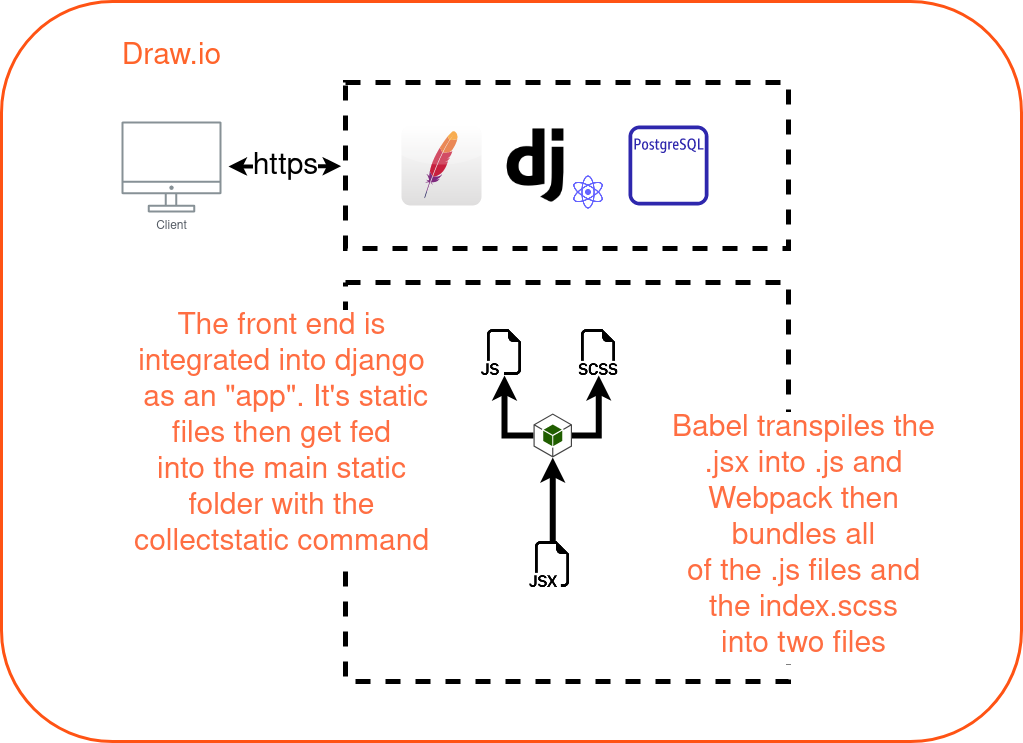 Draw.io
https
Client
dj
PostgreSQL
The front end is
integrated into django
as an "app". It's static
files then get fed
into the main static
folder with the
collectstatic command
JS
SCSS
JSX
Babel transpiles the
.jsx into .js and
Webpack then
bundles all
of the .js files and
the index.scss
into two files